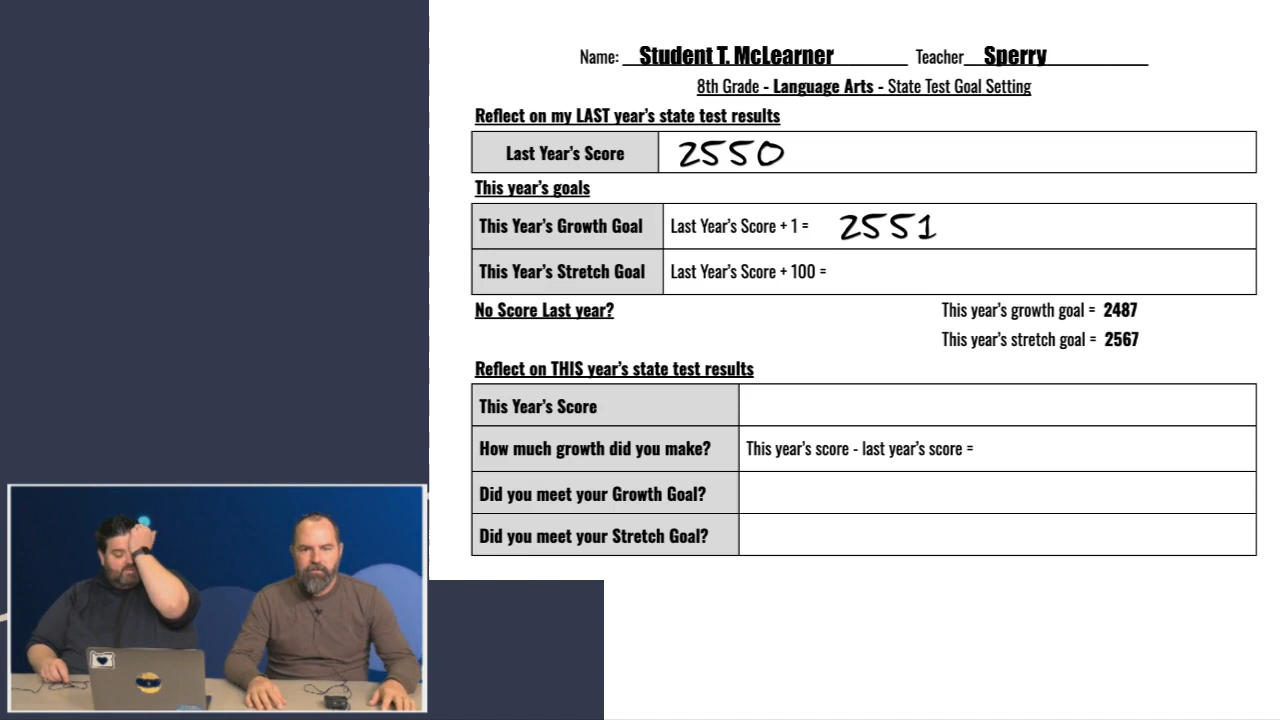 Name: Student T. McLearner Teacher Sperry
8th Grade - Language Arts - State Test Goal Setting
Reflect on my LAST year's state test results
Last Year's Score 2550
This year's goals
This Year's Growth Goal Last Year's Score + 1 = 2551
This Year's Stretch Goal Last Year's Score + 100 =
No Score Last year? This year's growth goal = 2487
This year's stretch goal = 2567
Reflect on THIS year's state test results
This Year's Score
How much growth did you make? This year's score - last year's score =
Did you meet your Growth Goal?
Did you meet your Stretch Goal?